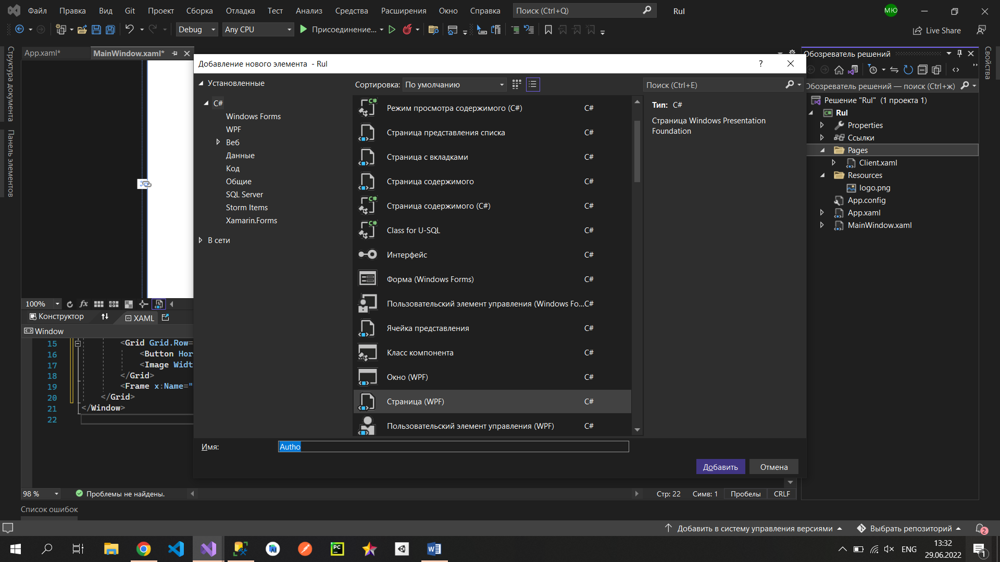 Файл Правка Вид Git Проект Сборка Отладка Тест Анализ Средства Расширения Окно Справка Поиск (Ctrl+Q) Rul МЮ
Debug Any CPU Присоединение... Live Share
App.xaml* MainWindow.xaml*
Структура документа
Панель элементов
Добавление нового элемента - Rul ?
Установленные
C#
Windows Forms
WPF
Веб
Данные
Код
Общие
SQL Server
Storm Items
Xamarin.Forms
В сети
Сортировка: По умолчанию
Режим просмотра содержимого (C#) C#
Страница представления списка C#
Страница с вкладками C#
Страница содержимого C#
Страница содержимого (C#) C#
Class for U-SQL C#
Интерфейс C#
Форма (Windows Forms) C#
Пользовательский элемент управления (Windows Fo... C#
Ячейка представления C#
Класс компонента C#
Окно (WPF) C#
Страница (WPF) C#
Пользовательский элемент управления (WPF) C#
Поиск (Ctrl+E)
Тип: C#
Страница Windows Presentation
Foundation
Имя: Autho
Добавить Отмена
Обозреватель решений
Обозреватель решений — поиск (Ctrl+ж)
Решение "Rul" (1 проекта 1)
Rul
Properties
Ссылки
Pages
Client.xaml
Resources
logo.png
App.config
App.xaml
MainWindow.xaml
Свойства
100% fx
Конструктор XAML
Window
15 <Grid Grid.Row=
16 <Button Hor
17 <Image Widt
18 </Grid>
19 <Frame x:Name="
20 </Grid>
21 </Window>
22
98 % Проблемы не найдены. Стр: 22 Симв: 1 Пробелы CRLF
Список ошибок
Добавить в систему управления версиями Выбрать репозиторий 2
PC W ENG 13:32
29.06.2022 1